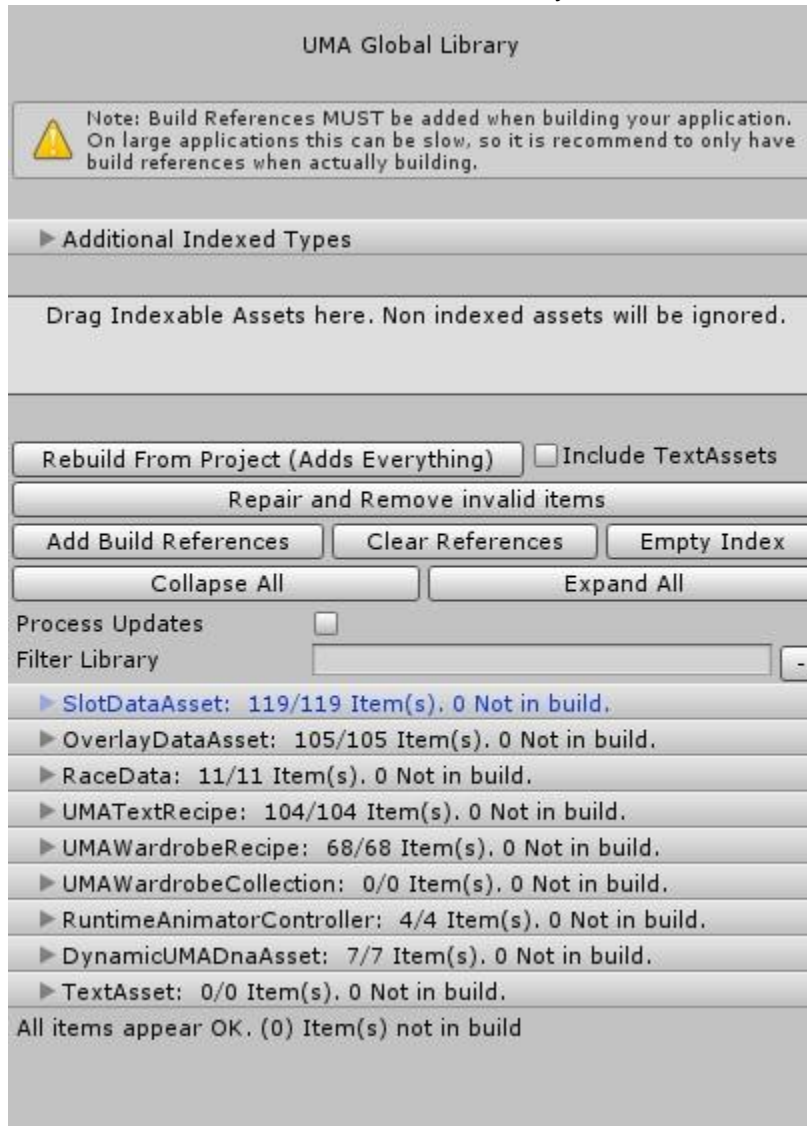 UMA Global Library
Note: Build References MUST be added when building your application.
On large applications this can be slow, so it is recommend to only have
build references when actually building.
Additional Indexed Types
Drag Indexable Assets here. Non indexed assets will be ignored.
Rebuild From Project (Adds Everything) Include TextAssets
Repair and Remove invalid items
Add Build References Clear References Empty Index
Collapse All Expand All
Process Updates
Filter Library -
SlotDataAsset: 119/119 Item(s). 0 Not in build.
OverlayDataAsset: 105/105 Item(s). 0 Not in build.
RaceData: 11/11 Item(s). 0 Not in build.
UMATextRecipe: 104/104 Item(s). 0 Not in build.
UMAWardrobeRecipe: 68/68 Item(s). 0 Not in build.
UMAWardrobeCollection: 0/0 Item(s). 0 Not in build.
RuntimeAnimatorController: 4/4 Item(s). 0 Not in build.
DynamicUMADnaAsset: 7/7 Item(s). 0 Not in build.
TextAsset: 0/0 Item(s). 0 Not in build.
All items appear OK. (0) Item(s) not in build